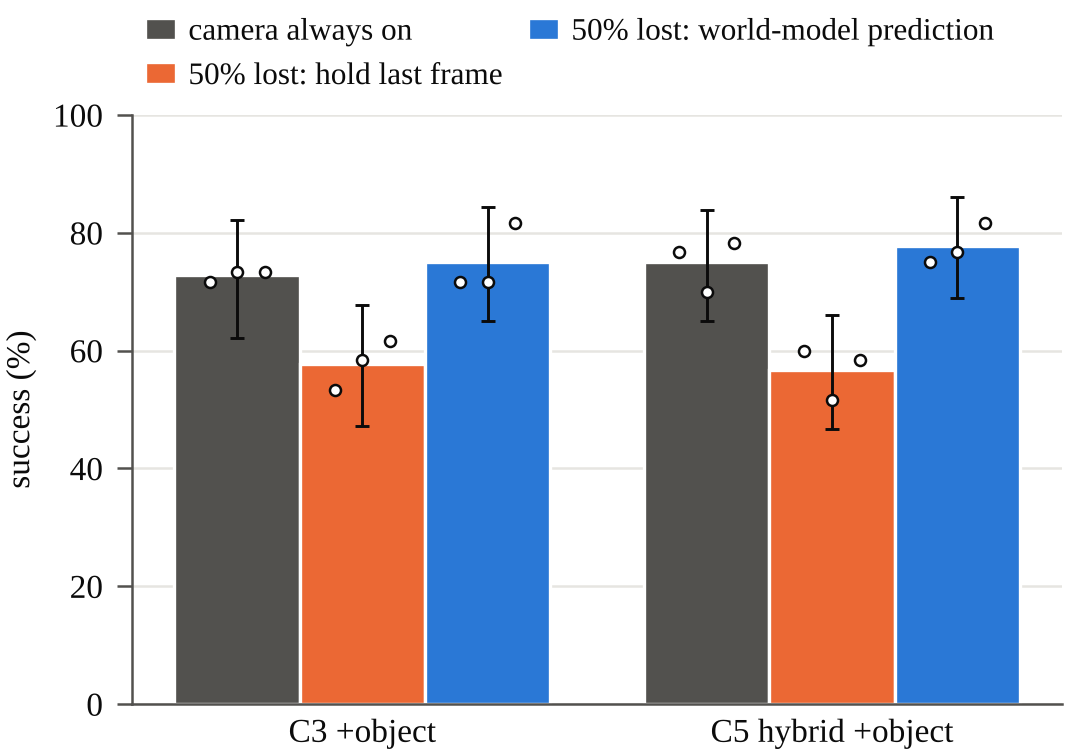 camera always on
50% lost: hold last frame
50% lost: world-model prediction
success (%)
100
80
60
40
20
0
C3 +object
C5 hybrid +object